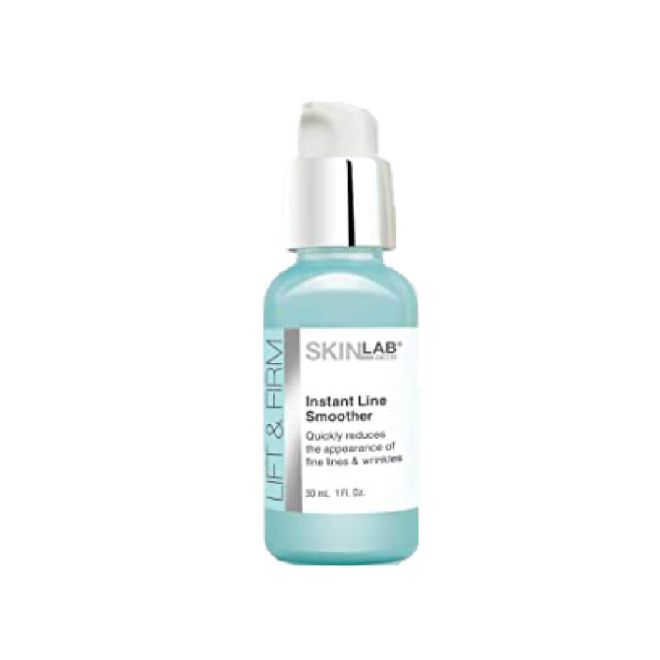 LIFT & FIRM
SKINLAB®
Instant Line
Smoother
Quickly reduces
the appearance of
fine lines & wrinkles
30 mL 1 Fl. Oz.